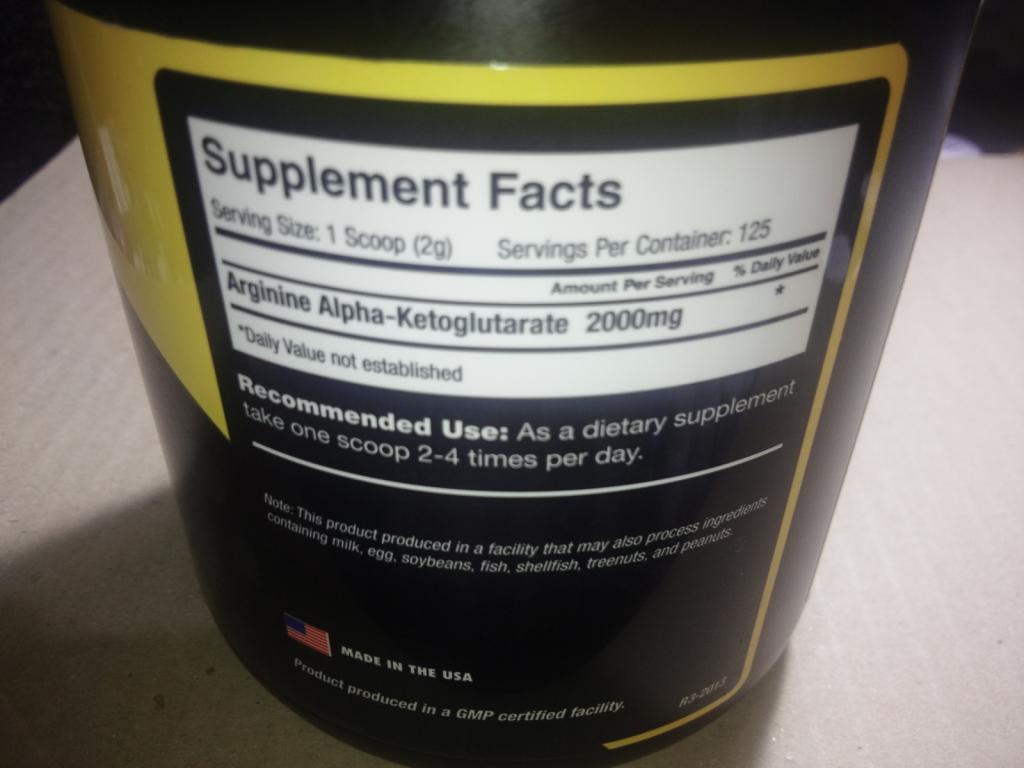 Supplement Facts
Serving Size: 1 Scoop (2g) Servings Per Container: 125
Amount Per Serving % Daily Value
Arginine Alpha-Ketoglutarate 2000mg *
*Daily Value not established
Recommended Use: As a dietary supplement
take one scoop 2-4 times per day.
Note: This product produced in a facility that may also process ingredients
containing milk, egg, soybeans, fish, shellfish, treenuts, and peanuts.
MADE IN THE USA
Product produced in a GMP certified facility.
R3-2013